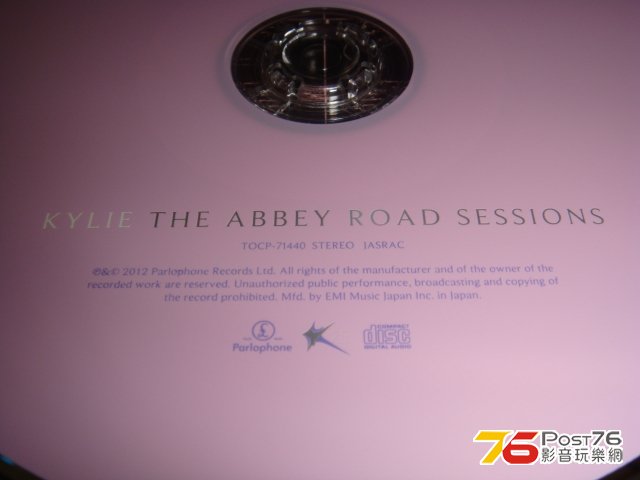 KYLIE THE ABBEY ROAD SESSIONS
TOCP-71440 STEREO JASRAC
℗&© 2012 Parlophone Records Ltd. All rights of the manufacturer and of the owner of the
recorded work are reserved. Unauthorized public performance, broadcasting and copying of
the record prohibited. Mfd. by EMI Music Japan Inc. in Japan.
£
Parlophone
COMPACT
disc
DIGITAL AUDIO
76 Post76
影音玩樂網